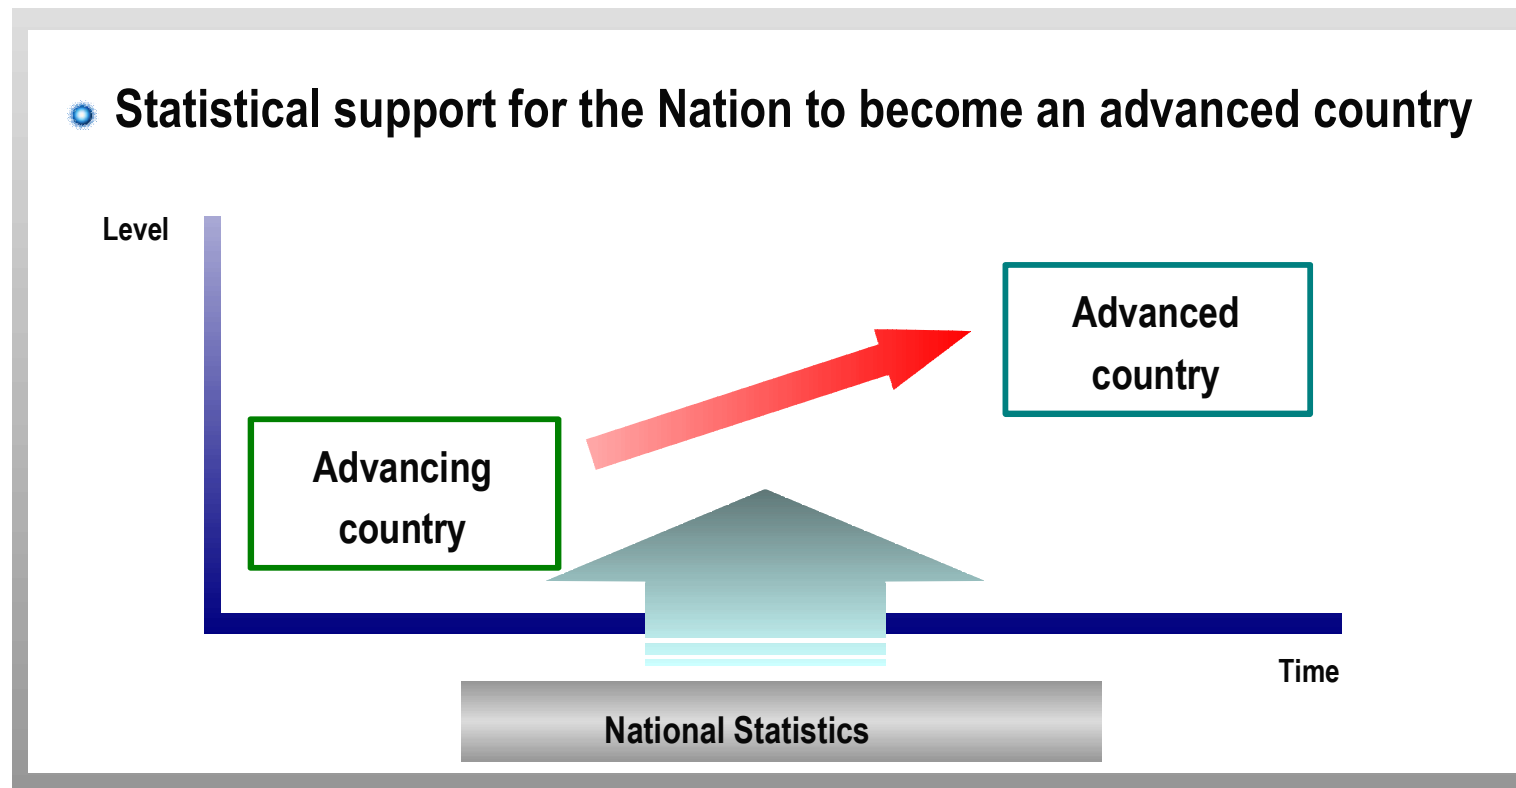 Statistical support for the Nation to become an advanced country
Level
Advanced
country
Advancing
country
Time
National Statistics